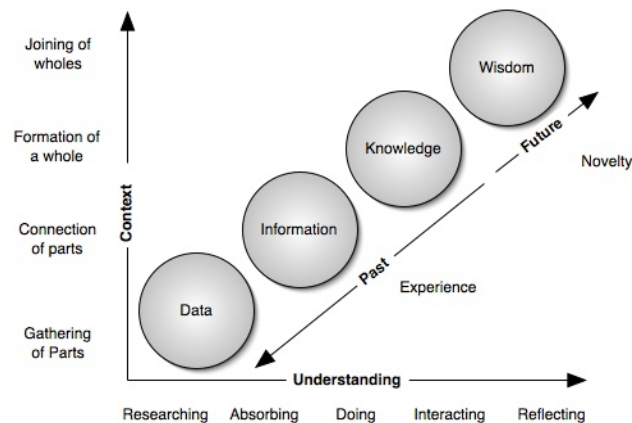 Joining of
wholes
Wisdom
Formation of
a whole
Knowledge
Future
Novelty
Context
Connection
of parts
Information
Past
Experience
Data
Gathering
of Parts
Understanding
Researching Absorbing Doing Interacting Reflecting